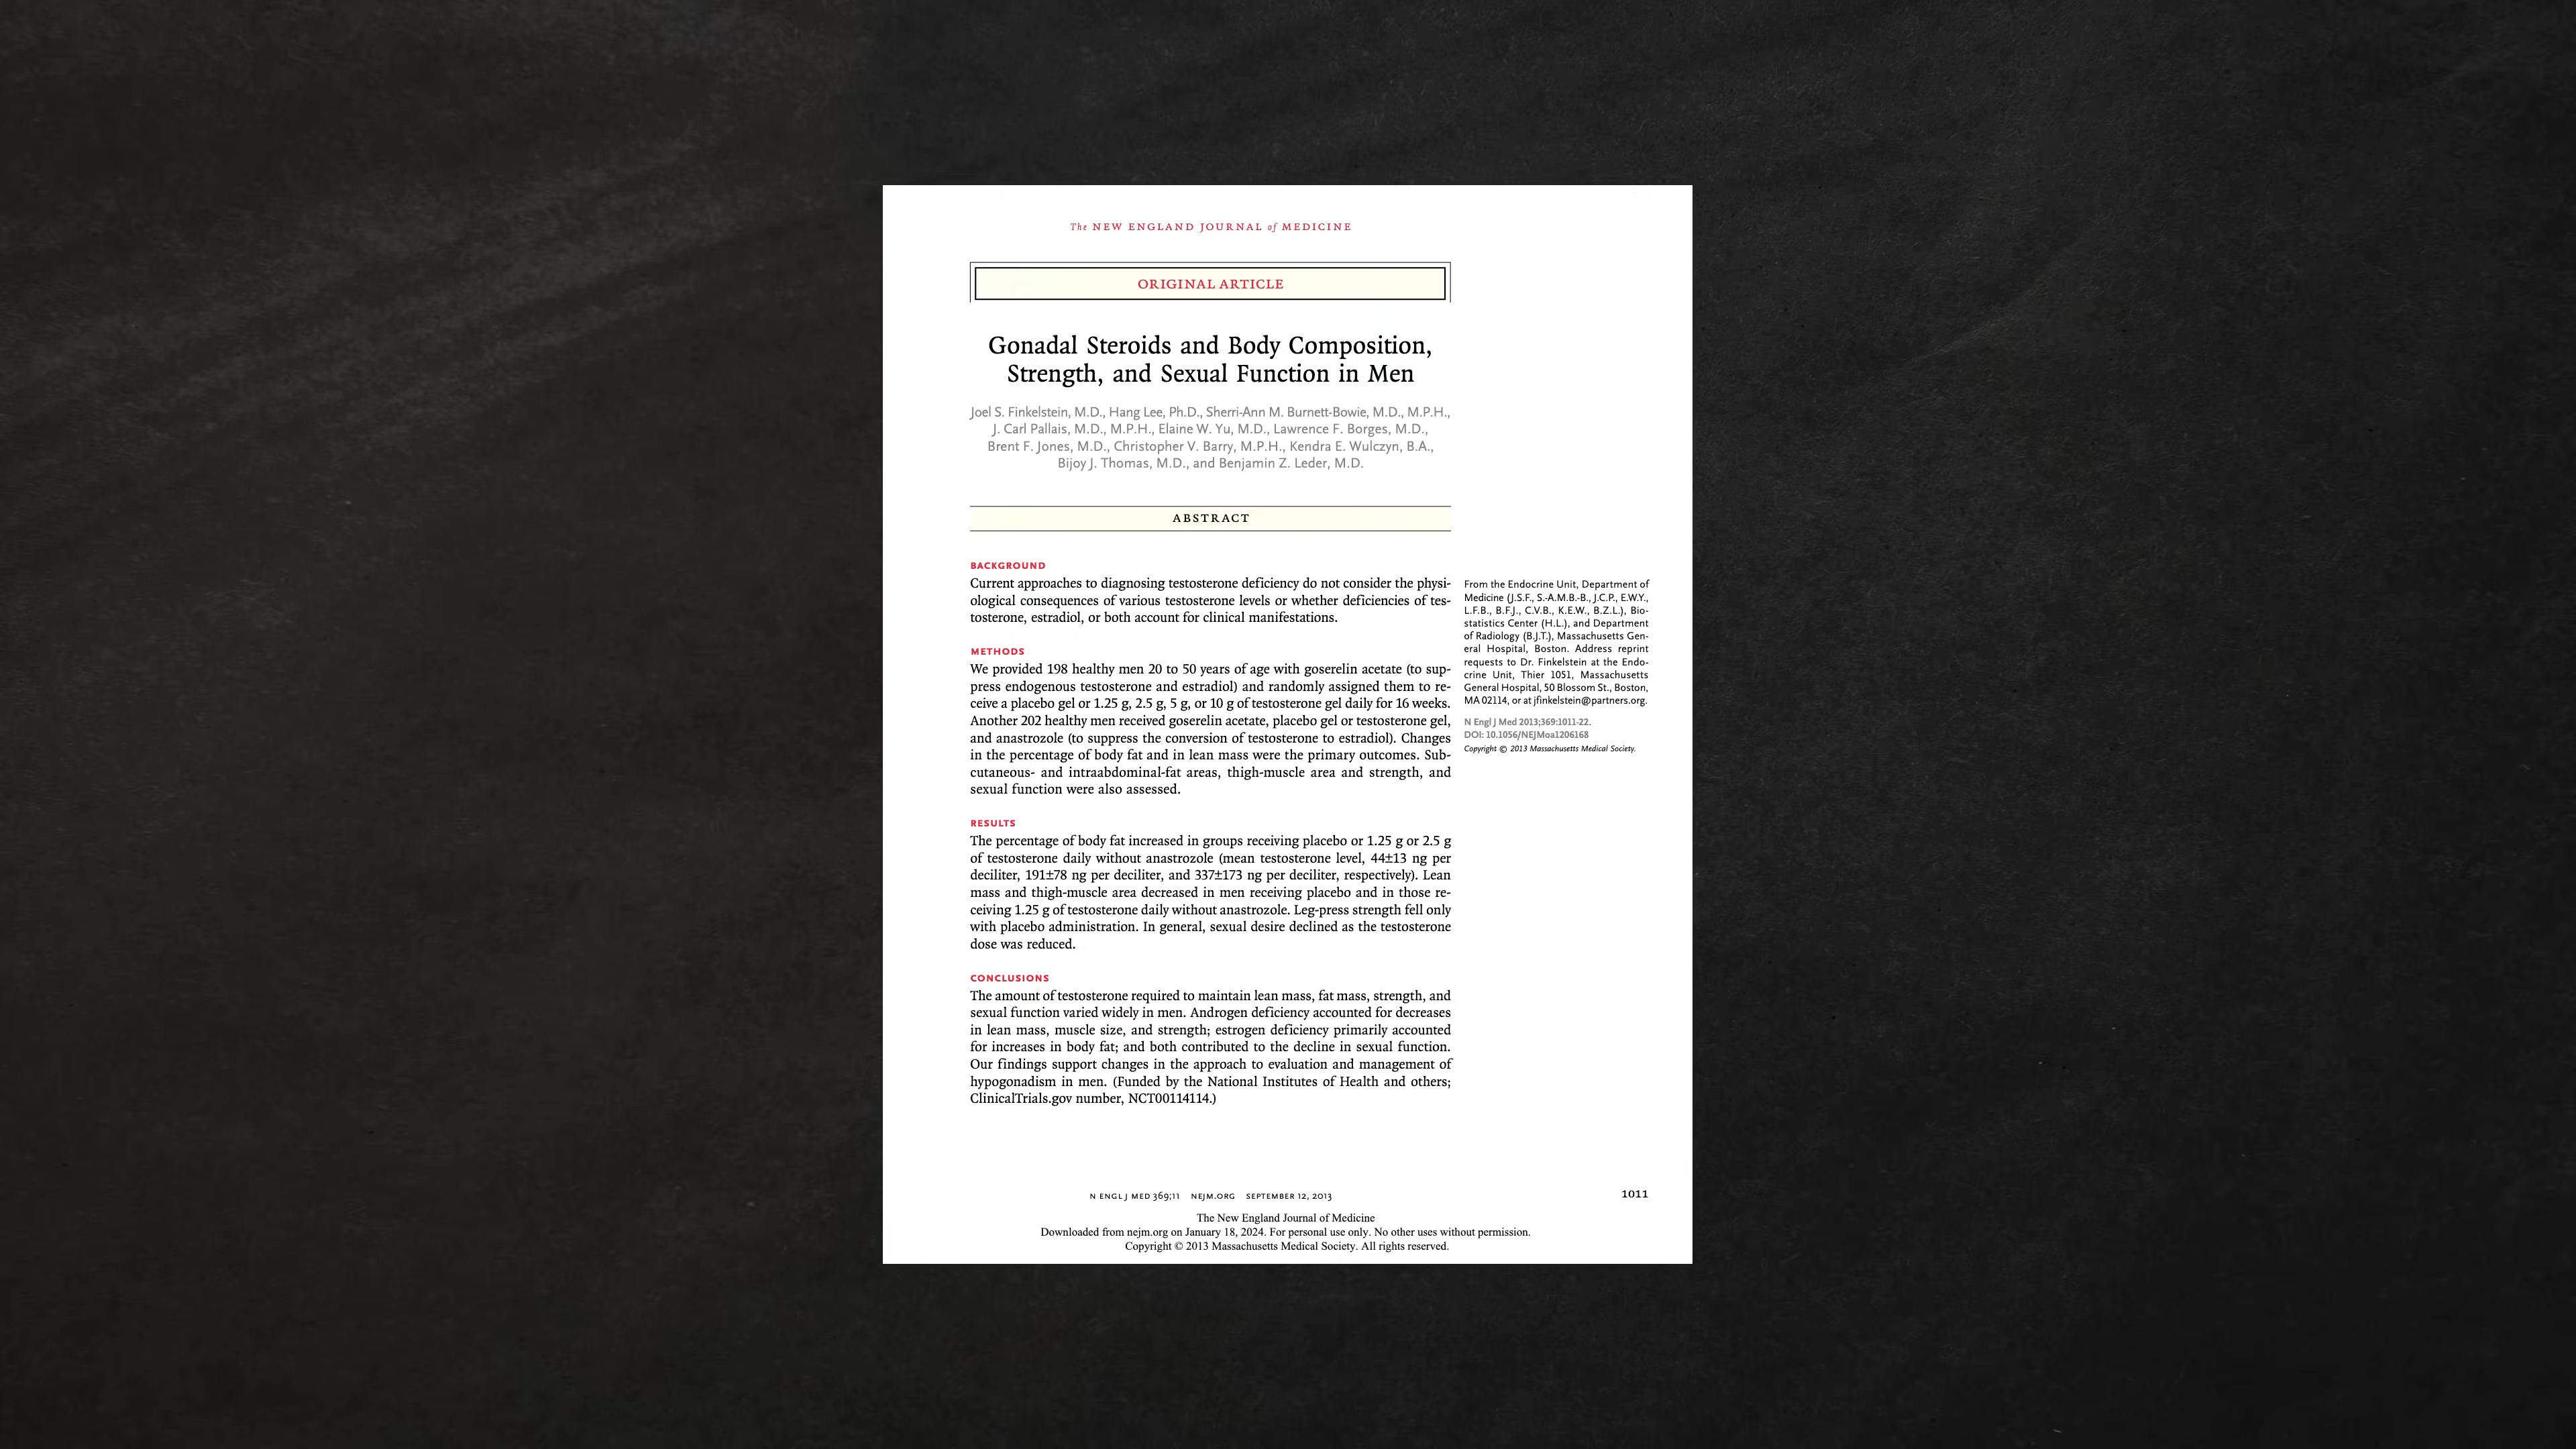 The NEW ENGLAND JOURNAL of MEDICINE
ORIGINAL ARTICLE
Gonadal Steroids and Body Composition,
Strength, and Sexual Function in Men
Joel S. Finkelstein, M.D., Hang Lee, Ph.D., Sherri-Ann M. Burnett-Bowie, M.D., M.P.H.,
J. Carl Pallais, M.D., M.P.H., Elaine W. Yu, M.D., Lawrence F. Borges, M.D.,
Brent F. Jones, M.D., Christopher V. Barry, M.P.H., Kendra E. Wulczyn, B.A.,
Bijoy J. Thomas, M.D., and Benjamin Z. Leder, M.D.
ABSTRACT
BACKGROUND
Current approaches to diagnosing testosterone deficiency do not consider the physi-
ological consequences of various testosterone levels or whether deficiencies of tes-
tosterone, estradiol, or both account for clinical manifestations.
METHODS
We provided 198 healthy men 20 to 50 years of age with goserelin acetate (to sup-
press endogenous testosterone and estradiol) and randomly assigned them to re-
ceive a placebo gel or 1.25 g, 2.5 g, 5 g, or 10 g of testosterone gel daily for 16 weeks.
Another 202 healthy men received goserelin acetate, placebo gel or testosterone gel,
and anastrozole (to suppress the conversion of testosterone to estradiol). Changes
in the percentage of body fat and in lean mass were the primary outcomes. Sub-
cutaneous- and intraabdominal-fat areas, thigh-muscle area and strength, and
sexual function were also assessed.
RESULTS
The percentage of body fat increased in groups receiving placebo or 1.25 g or 2.5 g
of testosterone daily without anastrozole (mean testosterone level, 44±13 ng per
deciliter, 191±78 ng per deciliter, and 337±173 ng per deciliter, respectively). Lean
mass and thigh-muscle area decreased in men receiving placebo and in those re-
ceiving 1.25 g of testosterone daily without anastrozole. Leg-press strength fell only
with placebo administration. In general, sexual desire declined as the testosterone
dose was reduced.
CONCLUSIONS
The amount of testosterone required to maintain lean mass, fat mass, strength, and
sexual function varied widely in men. Androgen deficiency accounted for decreases
in lean mass, muscle size, and strength; estrogen deficiency primarily accounted
for increases in body fat; and both contributed to the decline in sexual function.
Our findings support changes in the approach to evaluation and management of
hypogonadism in men. (Funded by the National Institutes of Health and others;
ClinicalTrials.gov number, NCT00114114.)
From the Endocrine Unit, Department of
Medicine (J.S.F., S.-A.M.B.-B., J.C.P., E.W.Y.,
L.F.B., B.F.J., C.V.B., K.E.W., B.Z.L.), Bio-
statistics Center (H.L.), and Department
of Radiology (B.J.T.), Massachusetts Gen-
eral Hospital, Boston. Address reprint
requests to Dr. Finkelstein at the Endo-
crine Unit, Thier 1051, Massachusetts
General Hospital, 50 Blossom St., Boston,
MA 02114, or at jfinkelstein@partners.org.
N Engl J Med 2013;369:1011-22.
DOI: 10.1056/NEJMoa1206168
Copyright © 2013 Massachusetts Medical Society.
N ENGL J MED 369;11 NEJM.ORG SEPTEMBER 12, 2013
1011
The New England Journal of Medicine
Downloaded from nejm.org on January 18, 2024. For personal use only. No other uses without permission.
Copyright © 2013 Massachusetts Medical Society. All rights reserved.